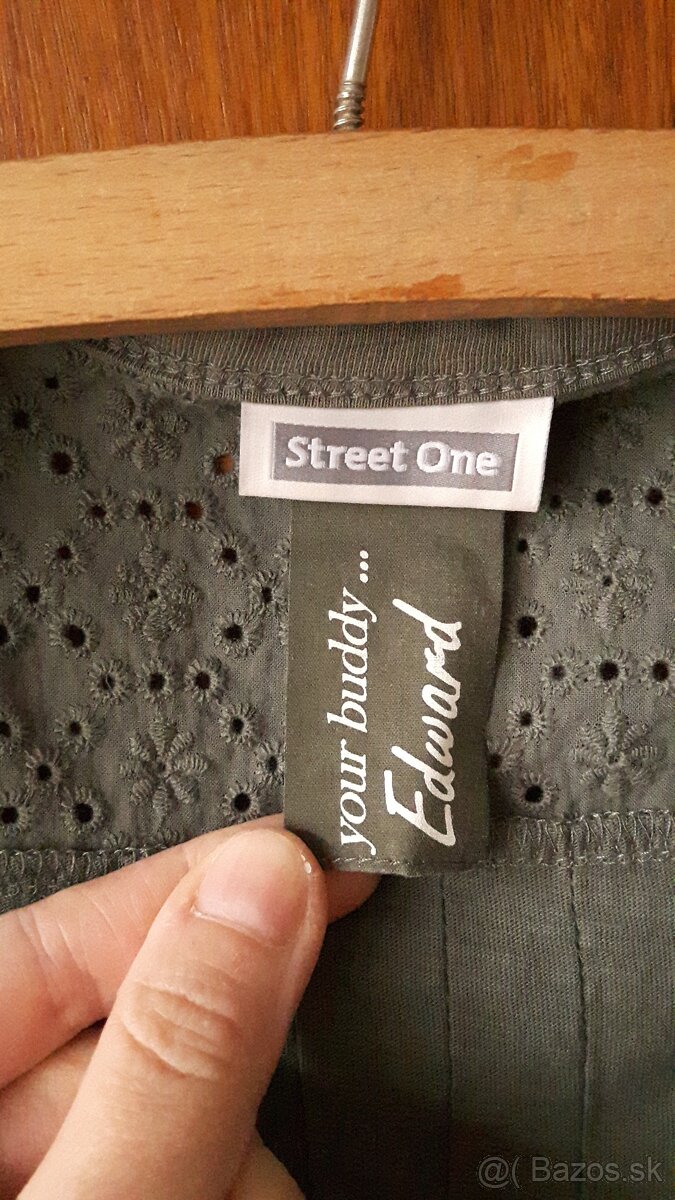 Street One
your buddy...
Edward
@( Bazos.sk